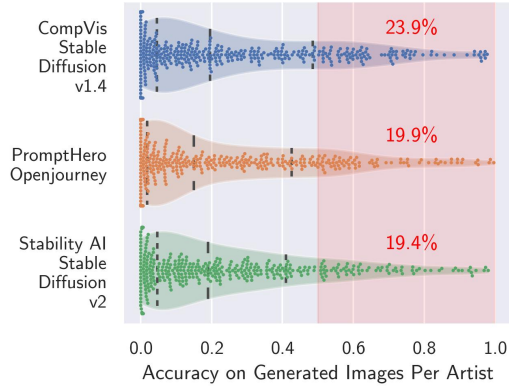 CompVis
Stable
Diffusion
v1.4
23.9%
PromptHero
Openjourney
19.9%
Stability AI
Stable
Diffusion
v2
19.4%
0.0 0.2 0.4 0.6 0.8 1.0
Accuracy on Generated Images Per Artist